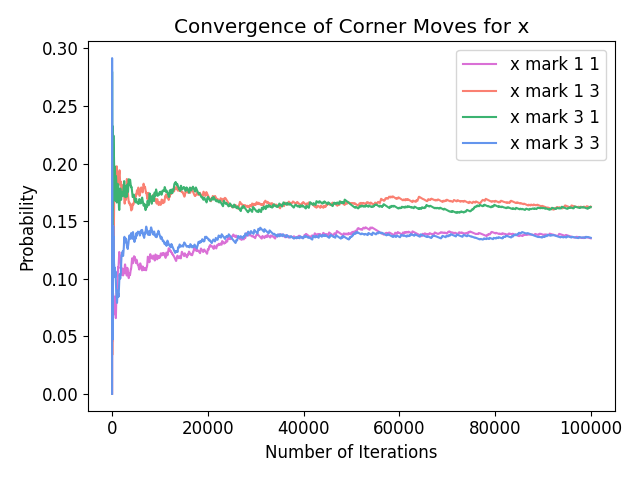 Convergence of Corner Moves for x
0.30
0.25
0.20
0.15
0.10
0.05
0.00
Probability
x mark 1 1
x mark 1 3
x mark 3 1
x mark 3 3
0 20000 40000 60000 80000 100000
Number of Iterations